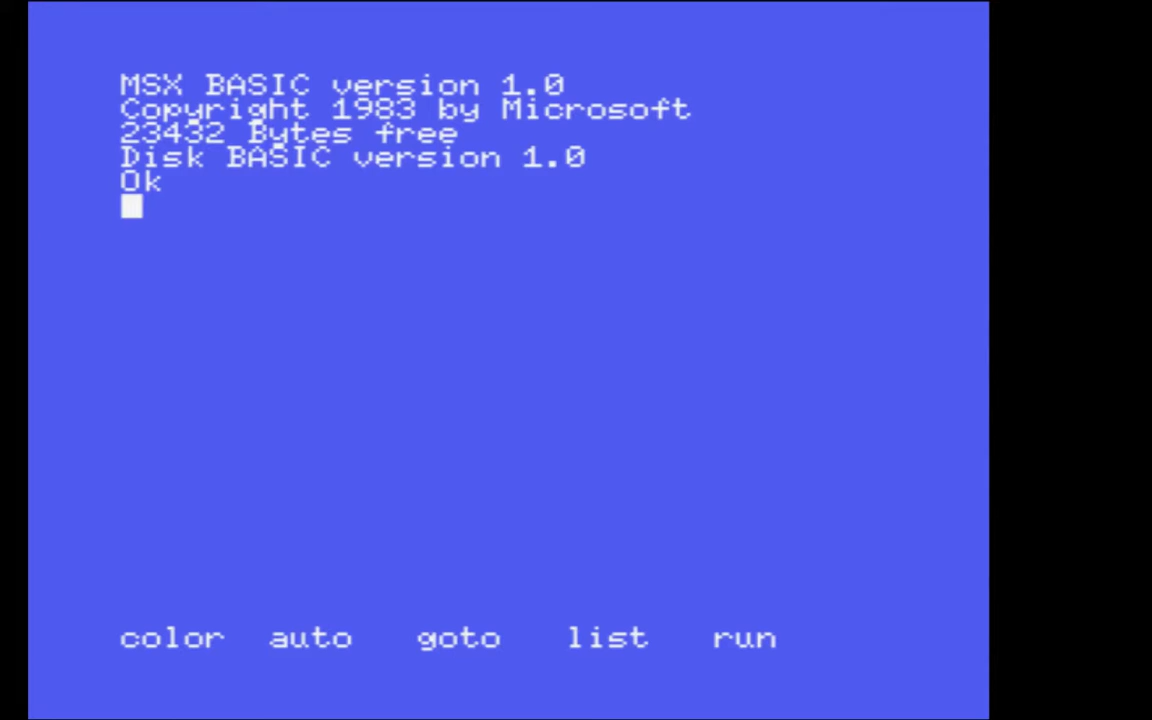 MSX BASIC version 1.0
Copyright 1983 by Microsoft
23432 Bytes free
Disk BASIC version 1.0
Ok
color auto goto list run